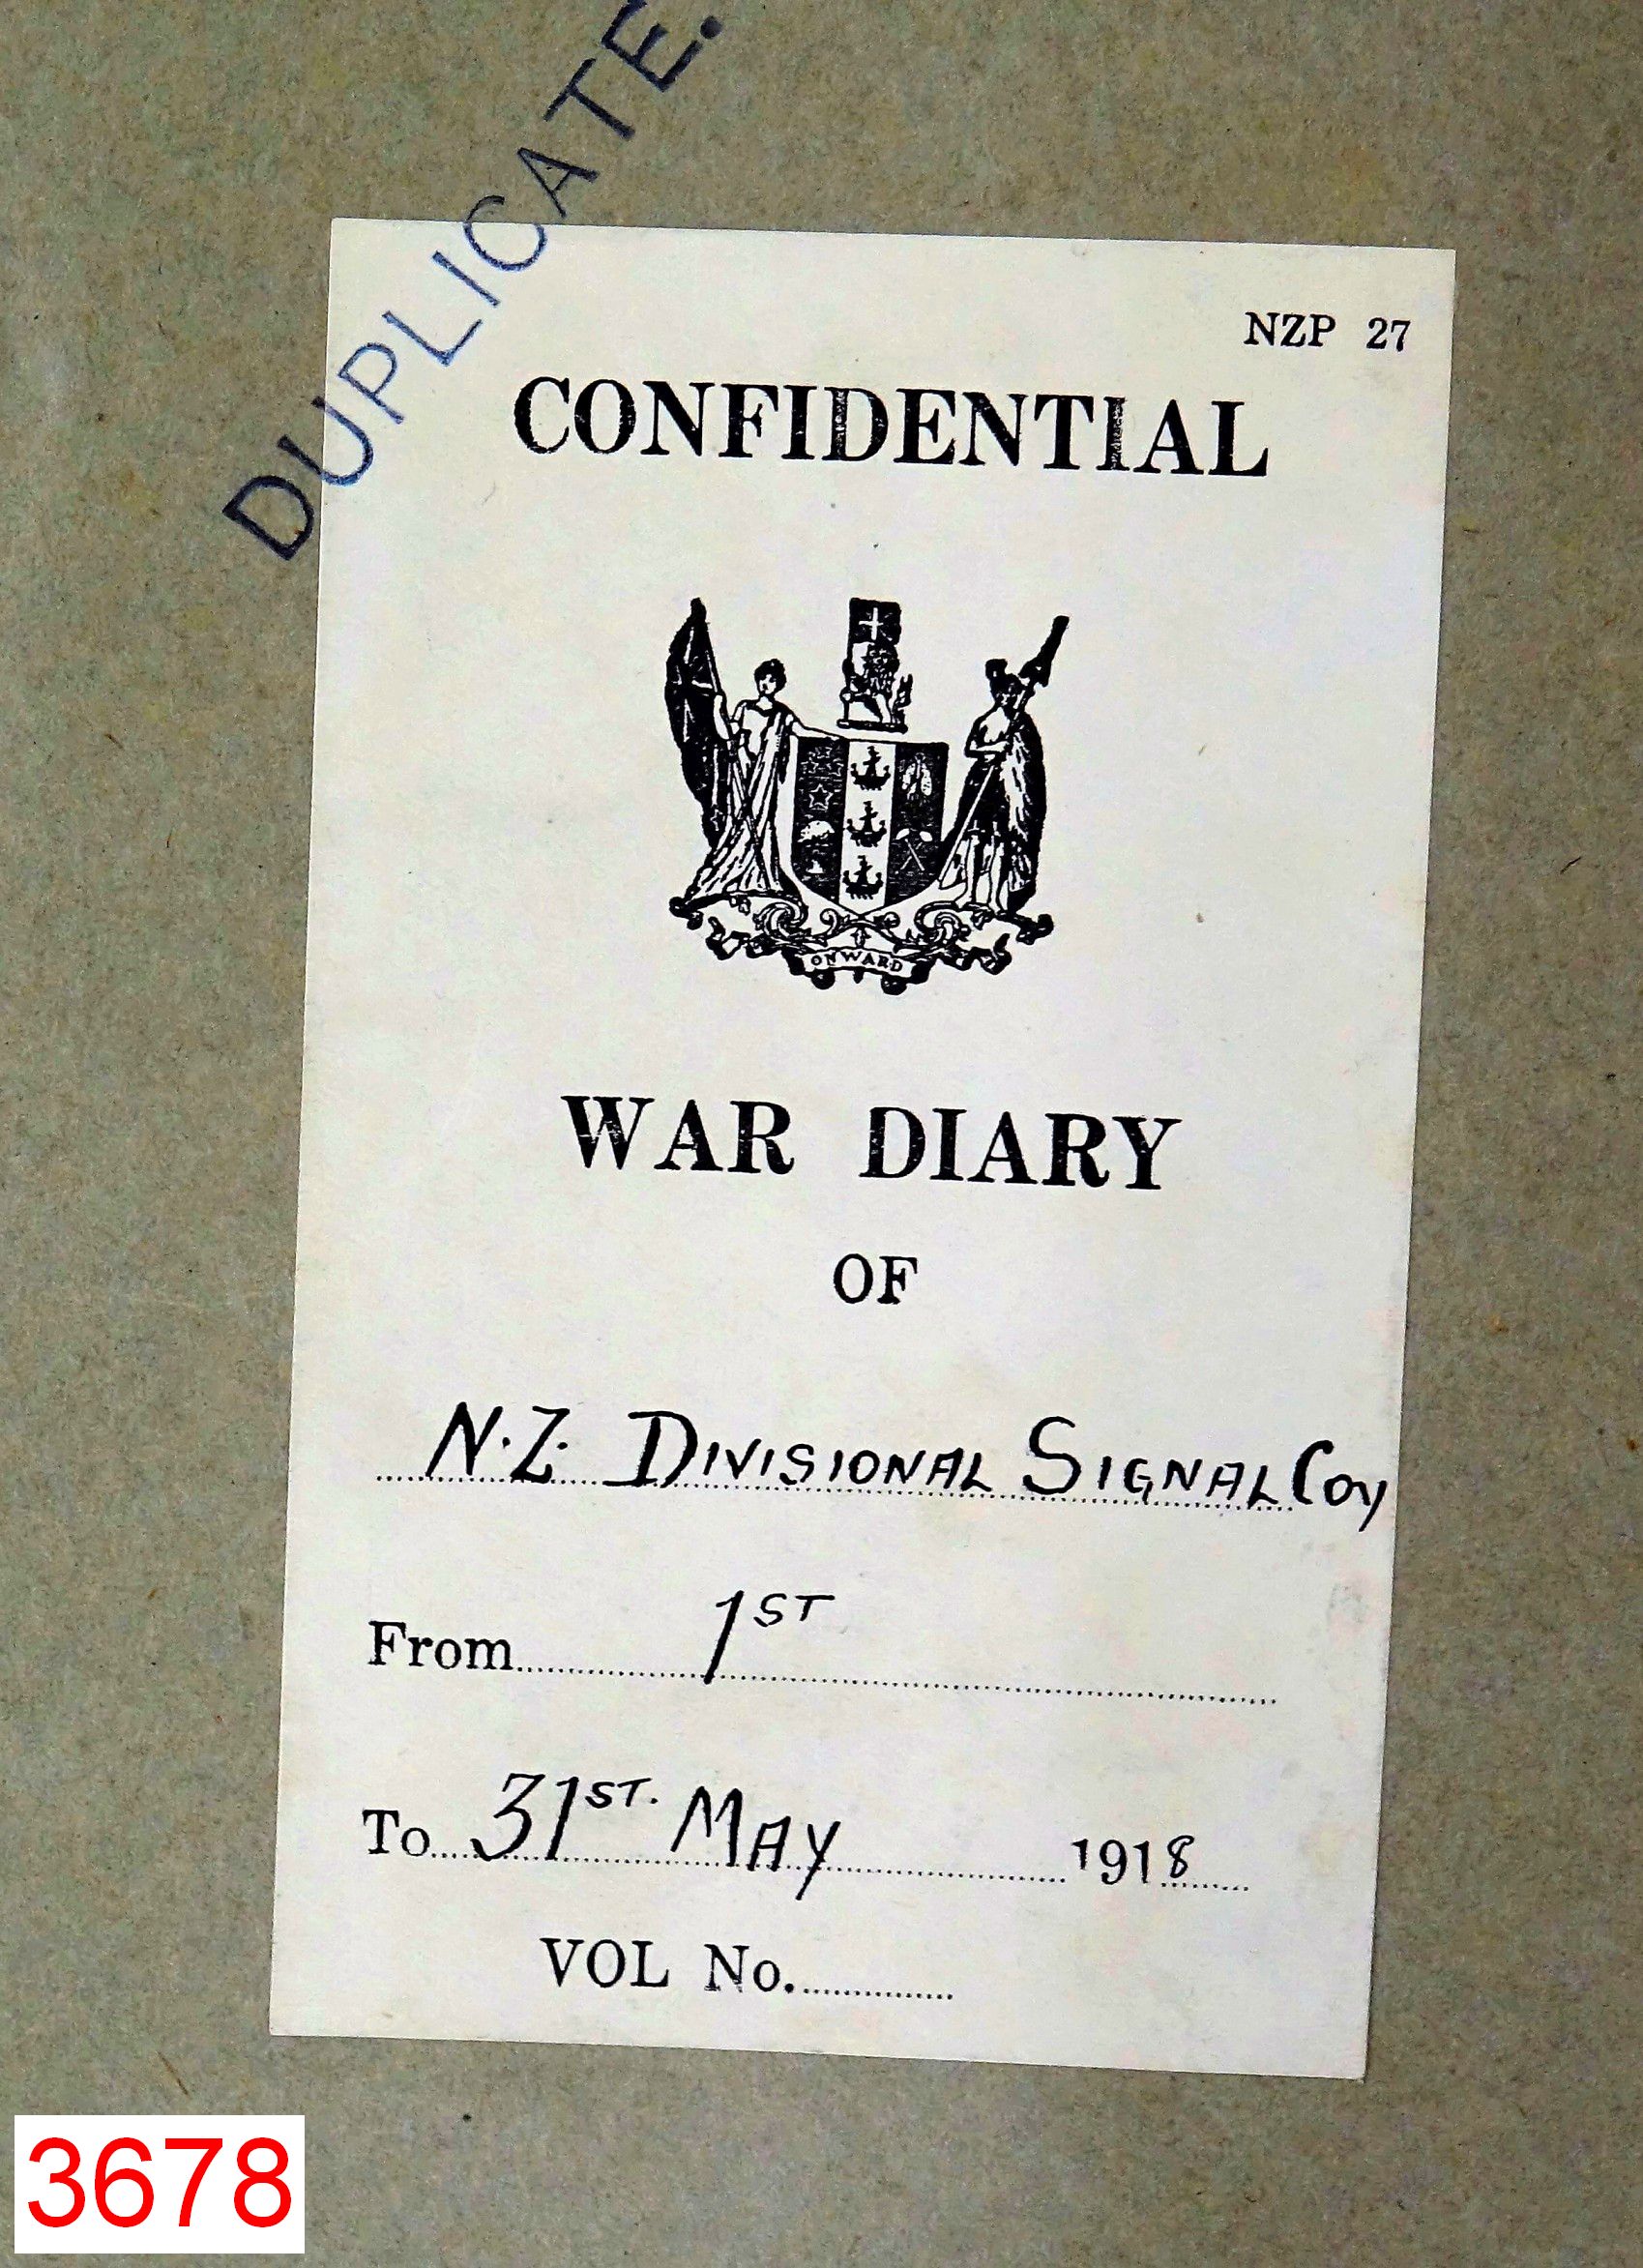 DUPLICATE.
NZP 27
CONFIDENTIAL
ONWARD
WAR DIARY
OF
N.Z. DIVISIONAL SIGNAL Coy
From 1ST
To 31ST. MAY 1918
VOL No.
3678